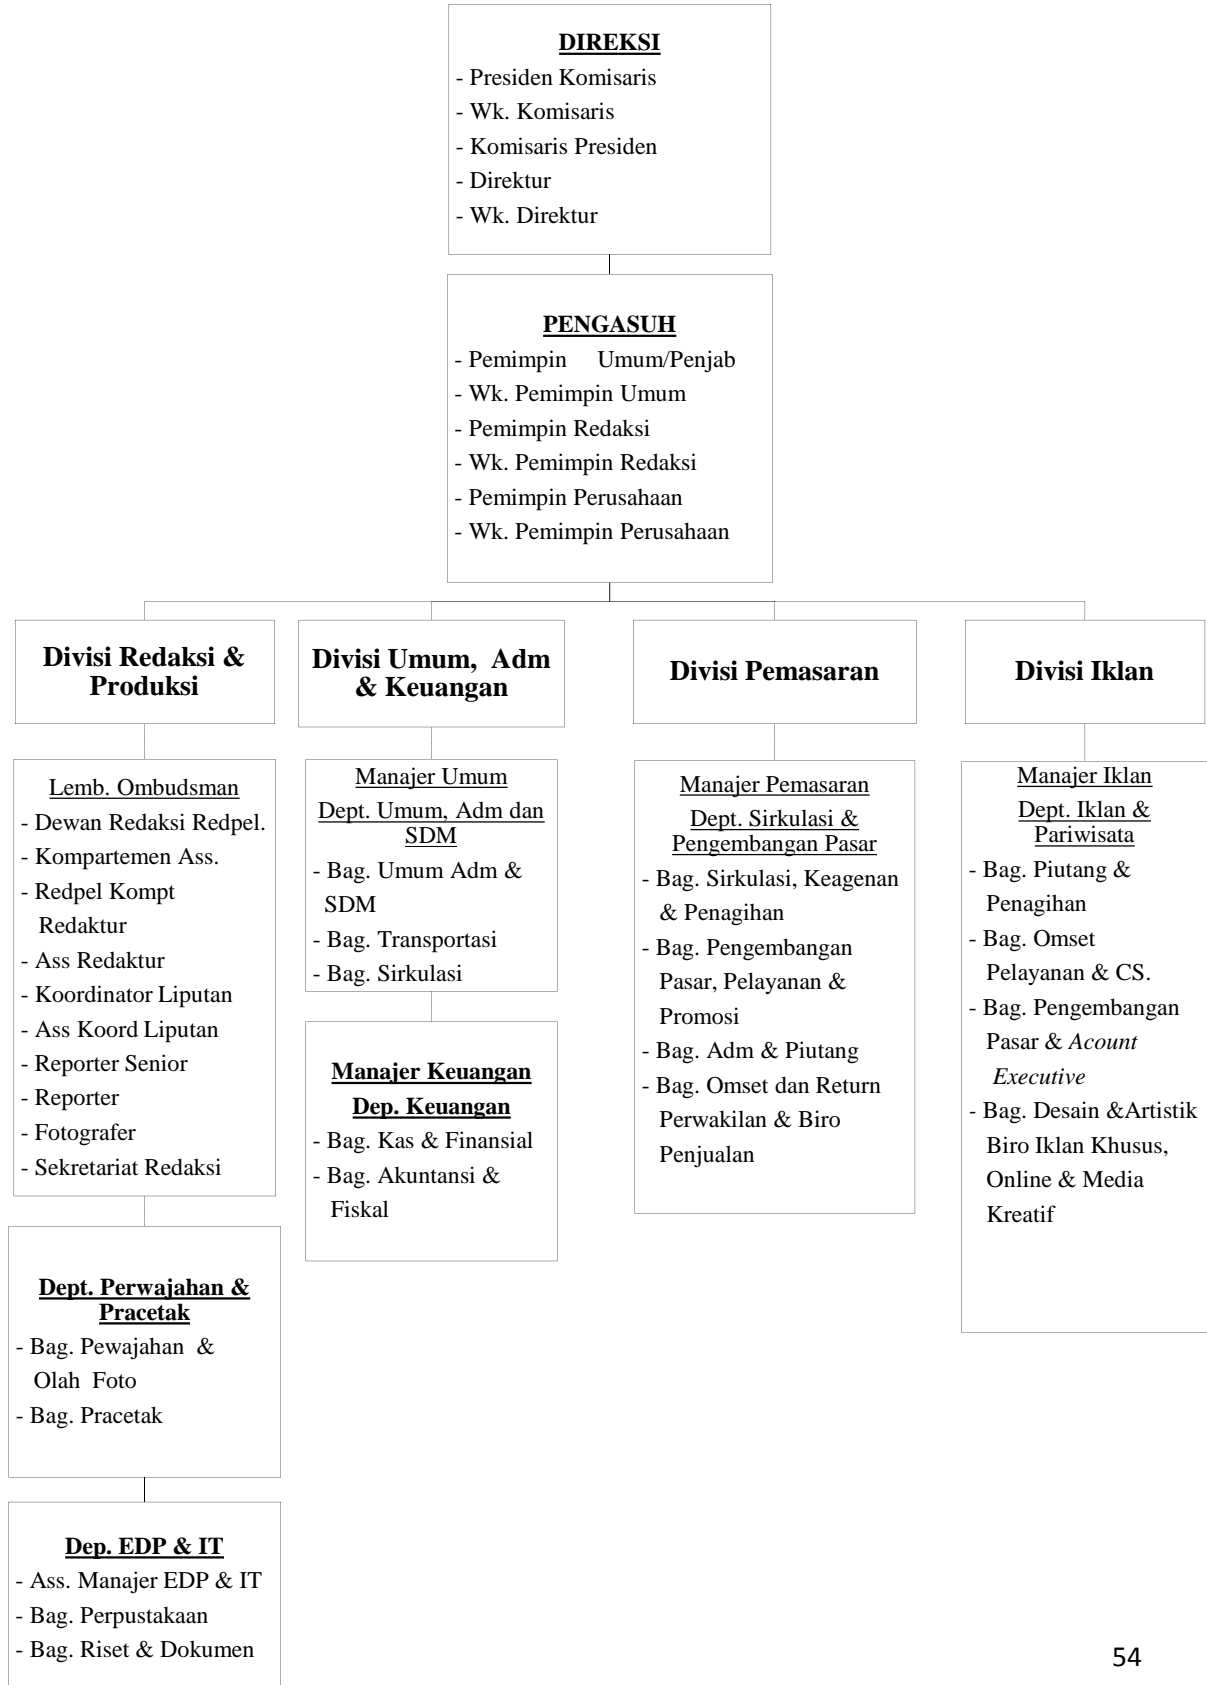 DIREKSI
- Presiden Komisaris
- Wk. Komisaris
- Komisaris Presiden
- Direktur
- Wk. Direktur
PENGASUH
- Pemimpin Umum/Penjab
- Wk. Pemimpin Umum
- Pemimpin Redaksi
- Wk. Pemimpin Redaksi
- Pemimpin Perusahaan
- Wk. Pemimpin Perusahaan
Divisi Redaksi &
Produksi
Divisi Umum, Adm
& Keuangan
Divisi Pemasaran
Divisi Iklan
Lemb. Ombudsman
- Dewan Redaksi Redpel.
- Kompartemen Ass.
- Redpel Kompt
Redaktur
- Ass Redaktur
- Koordinator Liputan
- Ass Koord Liputan
- Reporter Senior
- Reporter
- Fotografer
- Sekretariat Redaksi
Dept. Perwajahan &
Pracetak
- Bag. Pewajahan &
Olah Foto
- Bag. Pracetak
Dep. EDP & IT
- Ass. Manajer EDP & IT
- Bag. Perpustakaan
- Bag. Riset & Dokumen
Manajer Umum
Dept. Umum, Adm dan
SDM
- Bag. Umum Adm &
SDM
- Bag. Transportasi
- Bag. Sirkulasi
Manajer Keuangan
Dep. Keuangan
- Bag. Kas & Finansial
- Bag. Akuntansi &
Fiskal
Manajer Pemasaran
Dept. Sirkulasi &
Pengembangan Pasar
- Bag. Sirkulasi, Keagenan
& Penagihan
- Bag. Pengembangan
Pasar, Pelayanan &
Promosi
- Bag. Adm & Piutang
- Bag. Omset dan Return
Perwakilan & Biro
Penjualan
Manajer Iklan
Dept. Iklan &
Pariwisata
- Bag. Piutang &
Penagihan
- Bag. Omset
Pelayanan & CS.
- Bag. Pengembangan
Pasar & Acount
Executive
- Bag. Desain &Artistik
Biro Iklan Khusus,
Online & Media
Kreatif
54